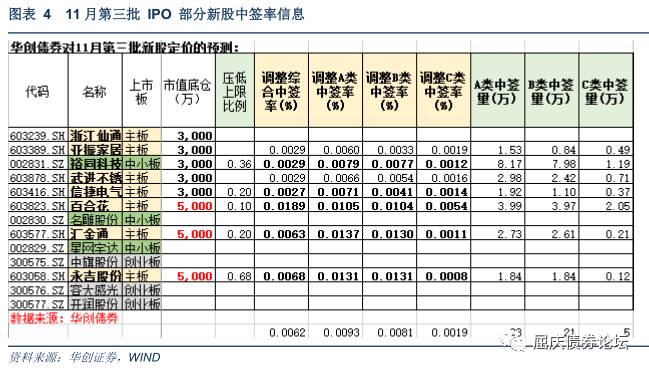 图表 4 11 月第三批 IPO 部分新股中签率信息
华创债券对11月第三批新股定价的预测：
代码 名称 上市板 市值底仓（万） 压低上限比例 调整综合中签率(%) 调整A类中签率(%) 调整B类中签率(%) 调整C类中签率(%) A类中签量(万) B类中签量(万) C类中签量(万)
603239.SH 浙江仙通 主板 3,000
603389.SH 亚振家居 主板 3,000 0.0029 0.0060 0.0033 0.0019 1.53 0.84 0.49
002831.SZ 裕同科技 中小板 3,000 0.36 0.0029 0.0079 0.0077 0.0012 8.17 7.98 1.19
603878.SH 武进不锈 主板 3,000 0.0029 0.0066 0.0054 0.0016 2.98 2.42 0.71
603416.SH 信捷电气 主板 3,000 0.20 0.0027 0.0071 0.0041 0.0014 1.92 1.10 0.37
603823.SH 百合花 主板 5,000 0.10 0.0189 0.0105 0.0104 0.0054 3.99 3.97 2.05
002830.SZ 名雕股份 中小板
603577.SH 汇金通 主板 5,000 0.20 0.0063 0.0137 0.0130 0.0011 2.73 2.61 0.21
002829.SZ 星网宇达 中小板
300575.SZ 中旗股份 创业板
603058.SH 永吉股份 主板 5,000 0.68 0.0068 0.0131 0.0131 0.0008 1.84 1.84 0.12
300576.SZ 容大感光 创业板
300577.SZ 开润股份 创业板
数据来源：华创债券
0.0062 0.0093 0.0081 0.0019 23 21 5
屈庆债券论坛
资料来源：华创证券，WIND